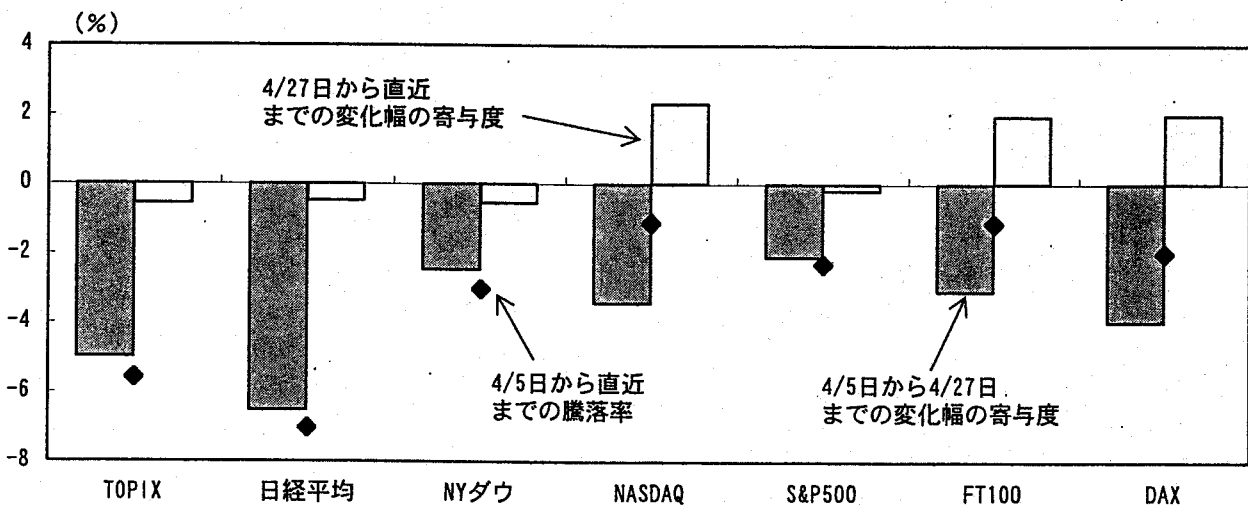 (%)
4
2
0
-2
-4
-6
-8
4/27日から直近
までの変化幅の寄与度
4/5日から直近
までの騰落率
4/5日から4/27日
までの変化幅の寄与度
TOPIX 日経平均 NYダウ NASDAQ S&P500 FT100 DAX